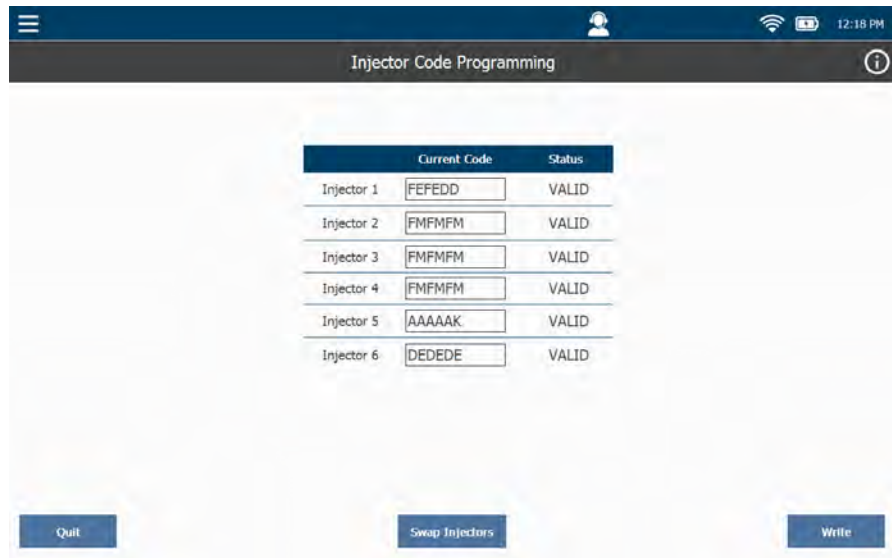 12:18 PM
Injector Code Programming
Current Code Status
Injector 1 FEFEDD VALID
Injector 2 FMFMFM VALID
Injector 3 FMFMFM VALID
Injector 4 FMFMFM VALID
Injector 5 AAAAAK VALID
Injector 6 DEDEDE VALID
Quit Swap Injectors Write